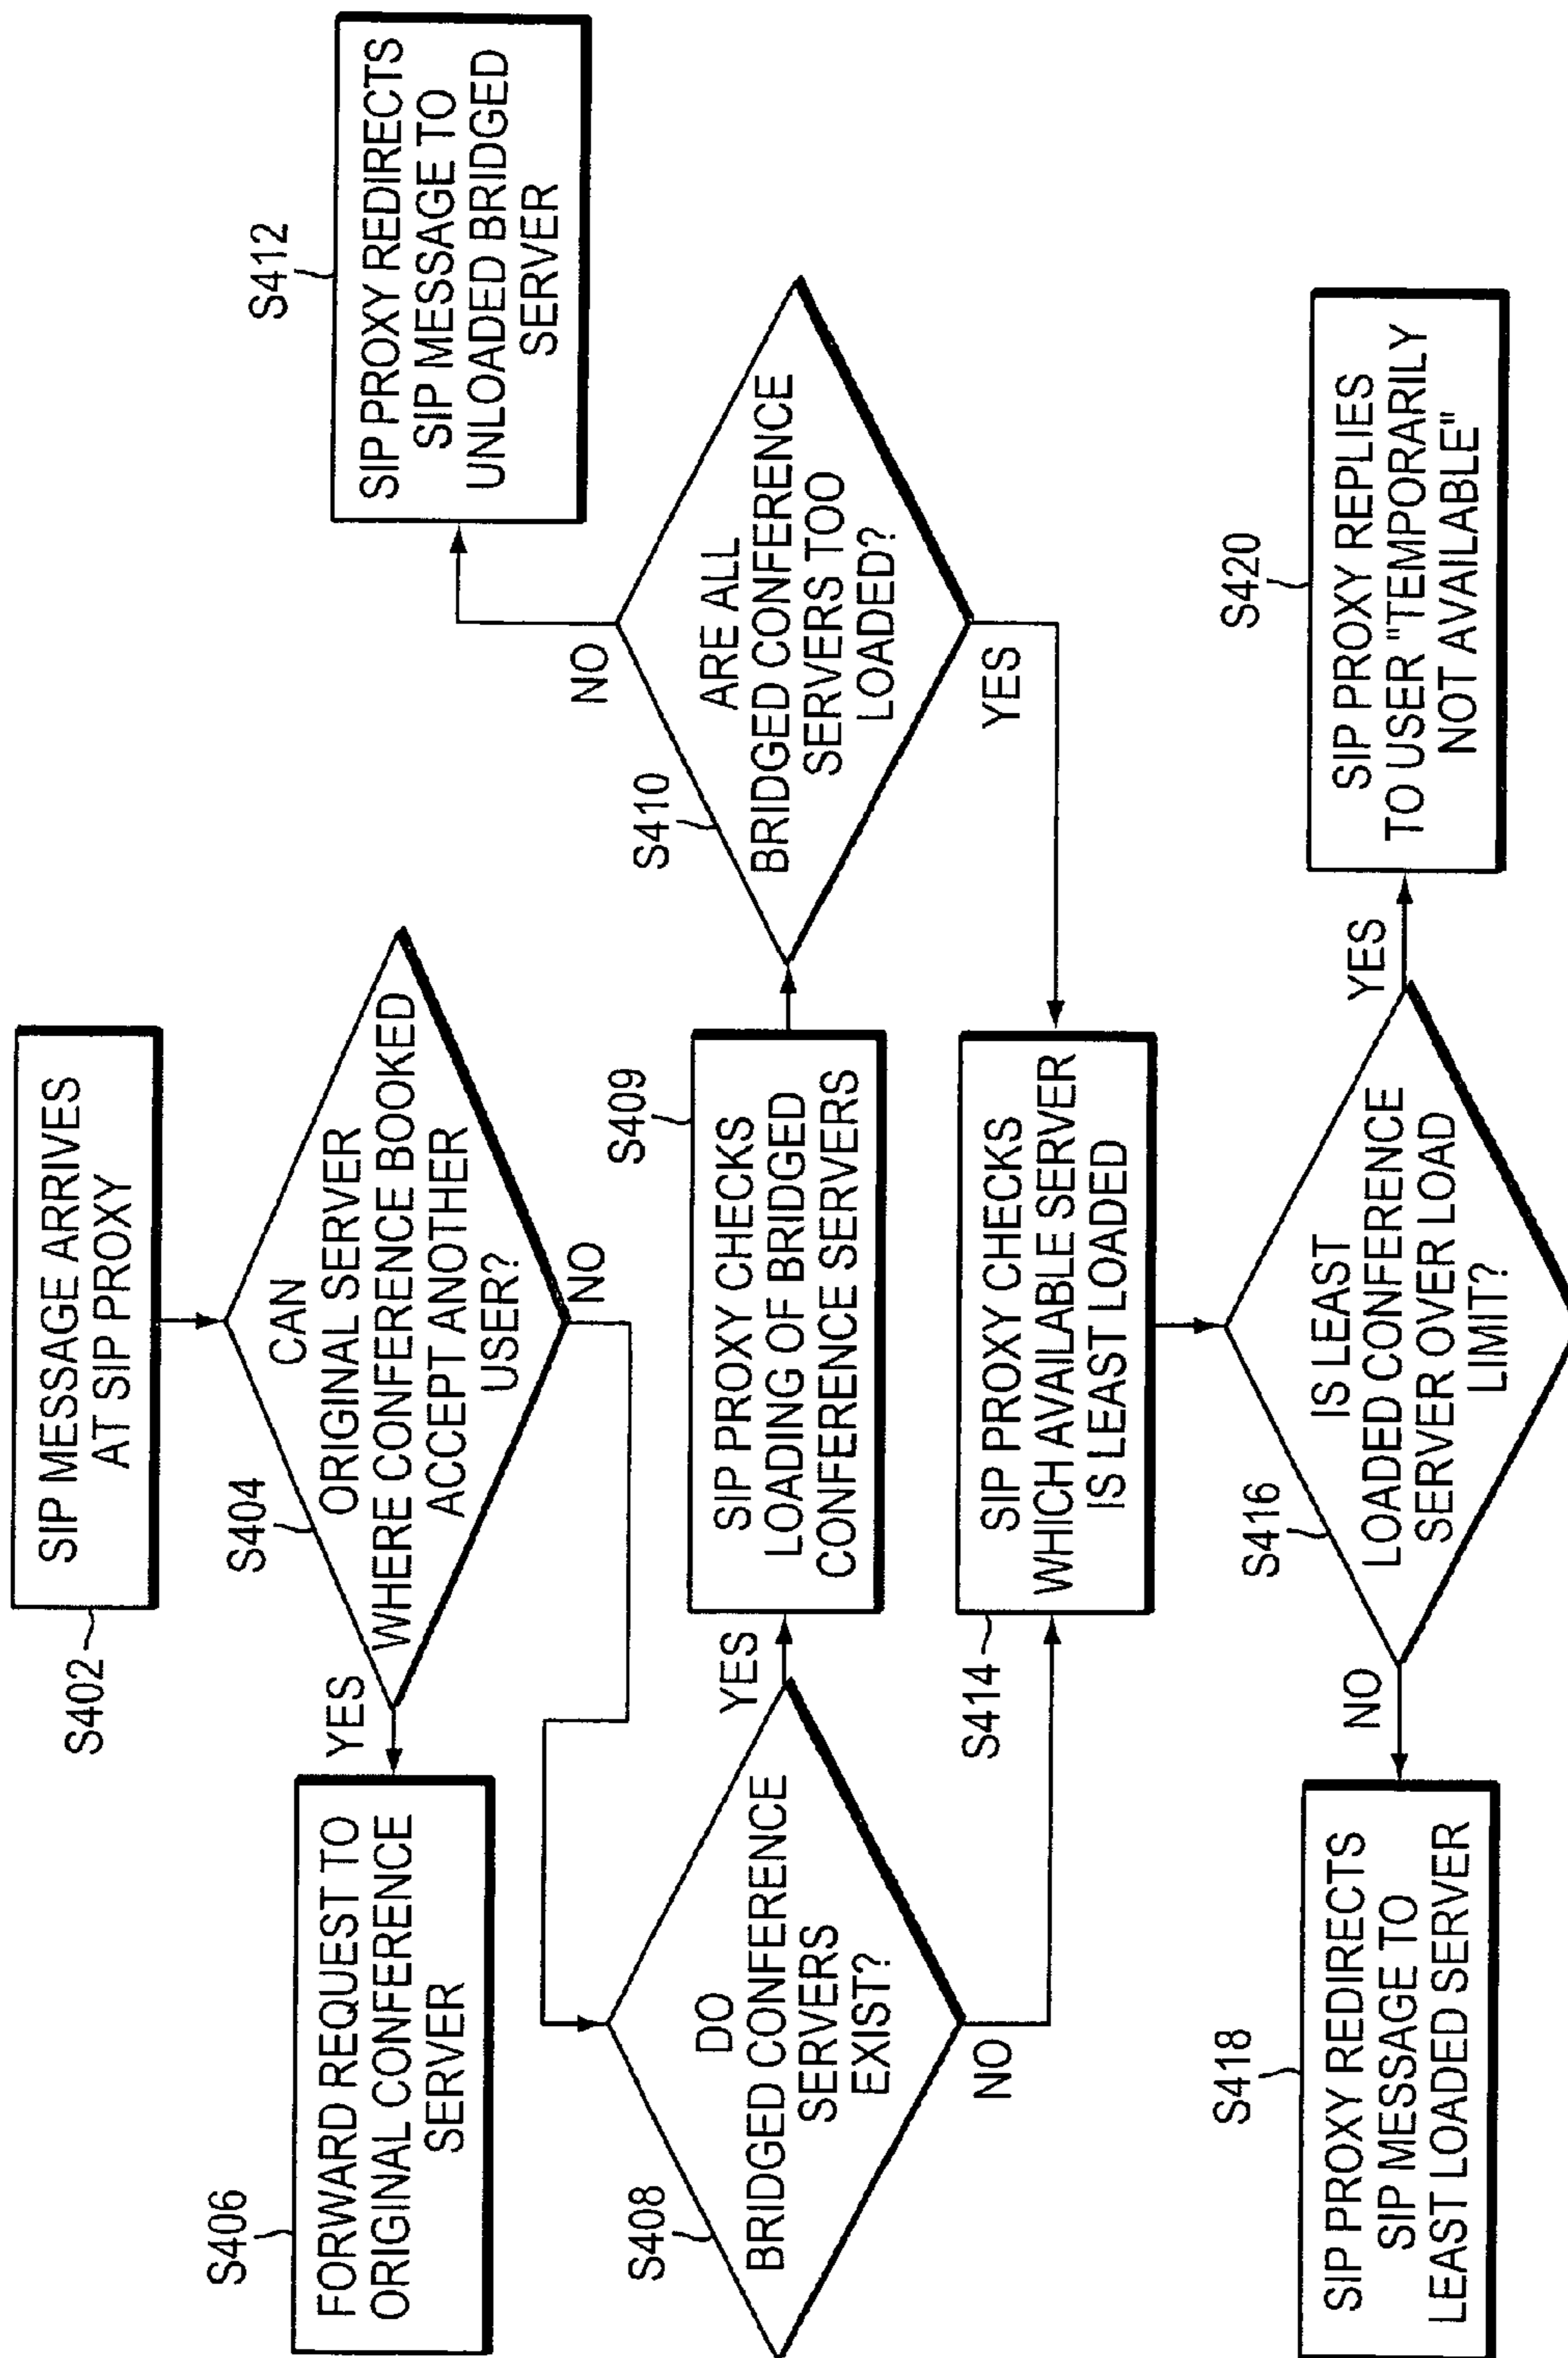 S402
SIP MESSAGE ARRIVES
AT SIP PROXY
S404
CAN
ORIGINAL SERVER
WHERE CONFERENCE BOOKED
ACCEPT ANOTHER
USER?
YES
NO
S406
FORWARD REQUEST TO
ORIGINAL CONFERENCE
SERVER
S408
DO
BRIDGED CONFERENCE
SERVERS
EXIST?
YES
NO
S409
SIP PROXY CHECKS
LOADING OF BRIDGED
CONFERENCE SERVERS
S410
ARE ALL
BRIDGED CONFERENCE
SERVERS TOO
LOADED?
NO
YES
S412
SIP PROXY REDIRECTS
SIP MESSAGE TO
UNLOADED BRIDGED
SERVER
S414
SIP PROXY CHECKS
WHICH AVAILABLE SERVER
IS LEAST LOADED
S416
IS LEAST
LOADED CONFERENCE
SERVER OVER LOAD
LIMIT?
NO
YES
S418
SIP PROXY REDIRECTS
SIP MESSAGE TO
LEAST LOADED SERVER
S420
SIP PROXY REPLIES
TO USER "TEMPORARILY
NOT AVAILABLE"